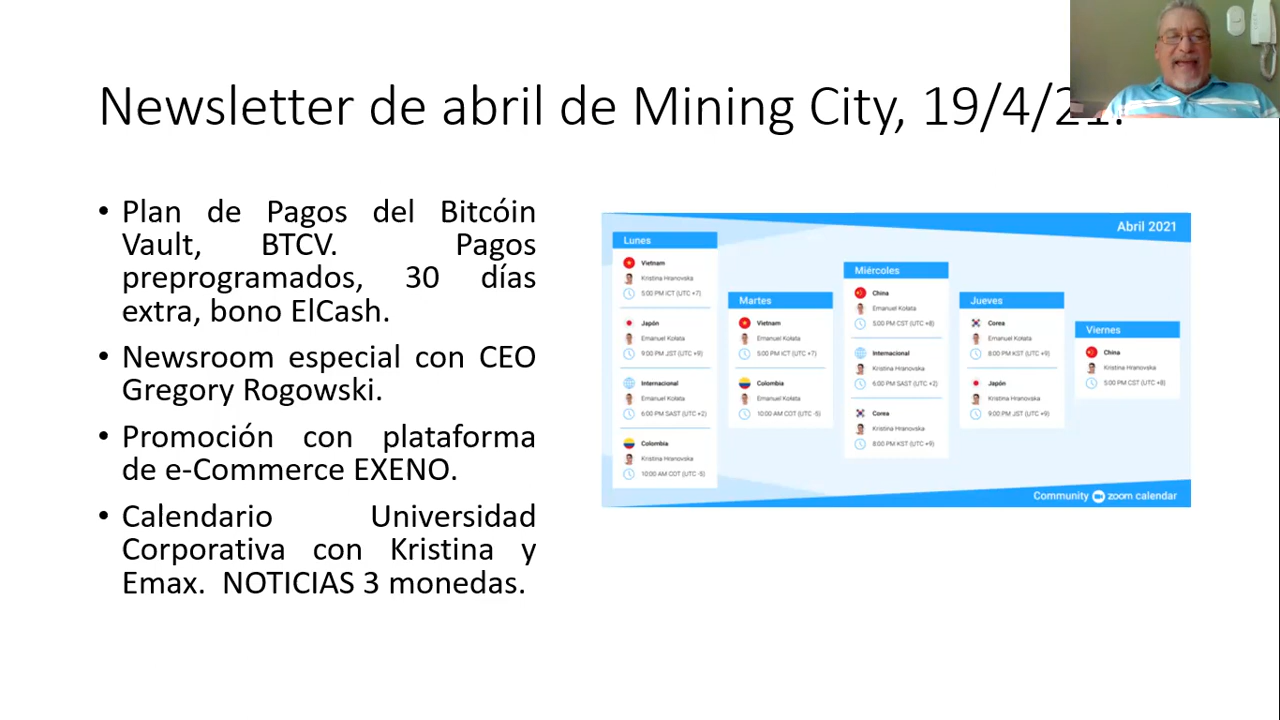 Newsletter de abril de Mining City, 19/4/21.
• Plan de Pagos del Bitcóin
Vault, BTCV. Pagos
preprogramados, 30 días
extra, bono ElCash.
• Newsroom especial con CEO
Gregory Rogowski.
• Promoción con plataforma
de e-Commerce EXENO.
• Calendario Universidad
Corporativa con Kristina y
Emax. NOTICIAS 3 monedas.
Abril 2021
Lunes
Vietnam
Kristina Hranovska
5:00 PM ICT (UTC +7)
Japón
Emanuel Kołata
9:00 PM JST (UTC +9)
Internacional
Emanuel Kołata
6:00 PM SAST (UTC +2)
Colombia
Kristina Hranovska
10:00 AM COT (UTC -5)
Martes
Vietnam
Emanuel Kołata
5:00 PM ICT (UTC +7)
Colombia
Emanuel Kołata
10:00 AM COT (UTC -5)
Miércoles
China
Emanuel Kołata
5:00 PM CST (UTC +8)
Internacional
Kristina Hranovska
6:00 PM SAST (UTC +2)
Corea
Kristina Hranovska
8:00 PM KST (UTC +9)
Jueves
Corea
Emanuel Kołata
8:00 PM KST (UTC +9)
Japón
Kristina Hranovska
9:00 PM JST (UTC +9)
Viernes
China
Kristina Hranovska
5:00 PM CST (UTC +8)
Community zoom calendar